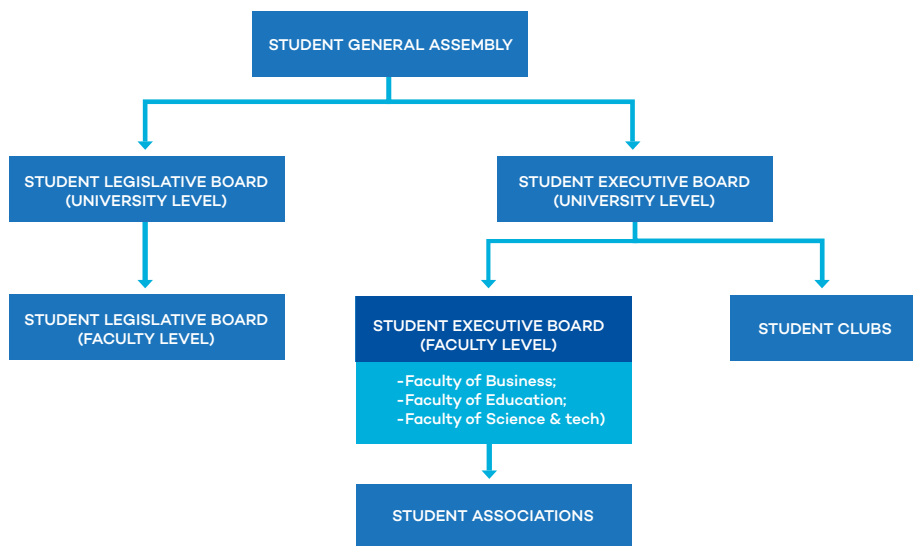 STUDENT GENERAL ASSEMBLY
STUDENT LEGISLATIVE BOARD
(UNIVERSITY LEVEL)
STUDENT EXECUTIVE BOARD
(UNIVERSITY LEVEL)
STUDENT LEGISLATIVE BOARD
(FACULTY LEVEL)
STUDENT EXECUTIVE BOARD
(FACULTY LEVEL)
-Faculty of Business;
-Faculty of Education;
-Faculty of Science & tech)
STUDENT CLUBS
STUDENT ASSOCIATIONS